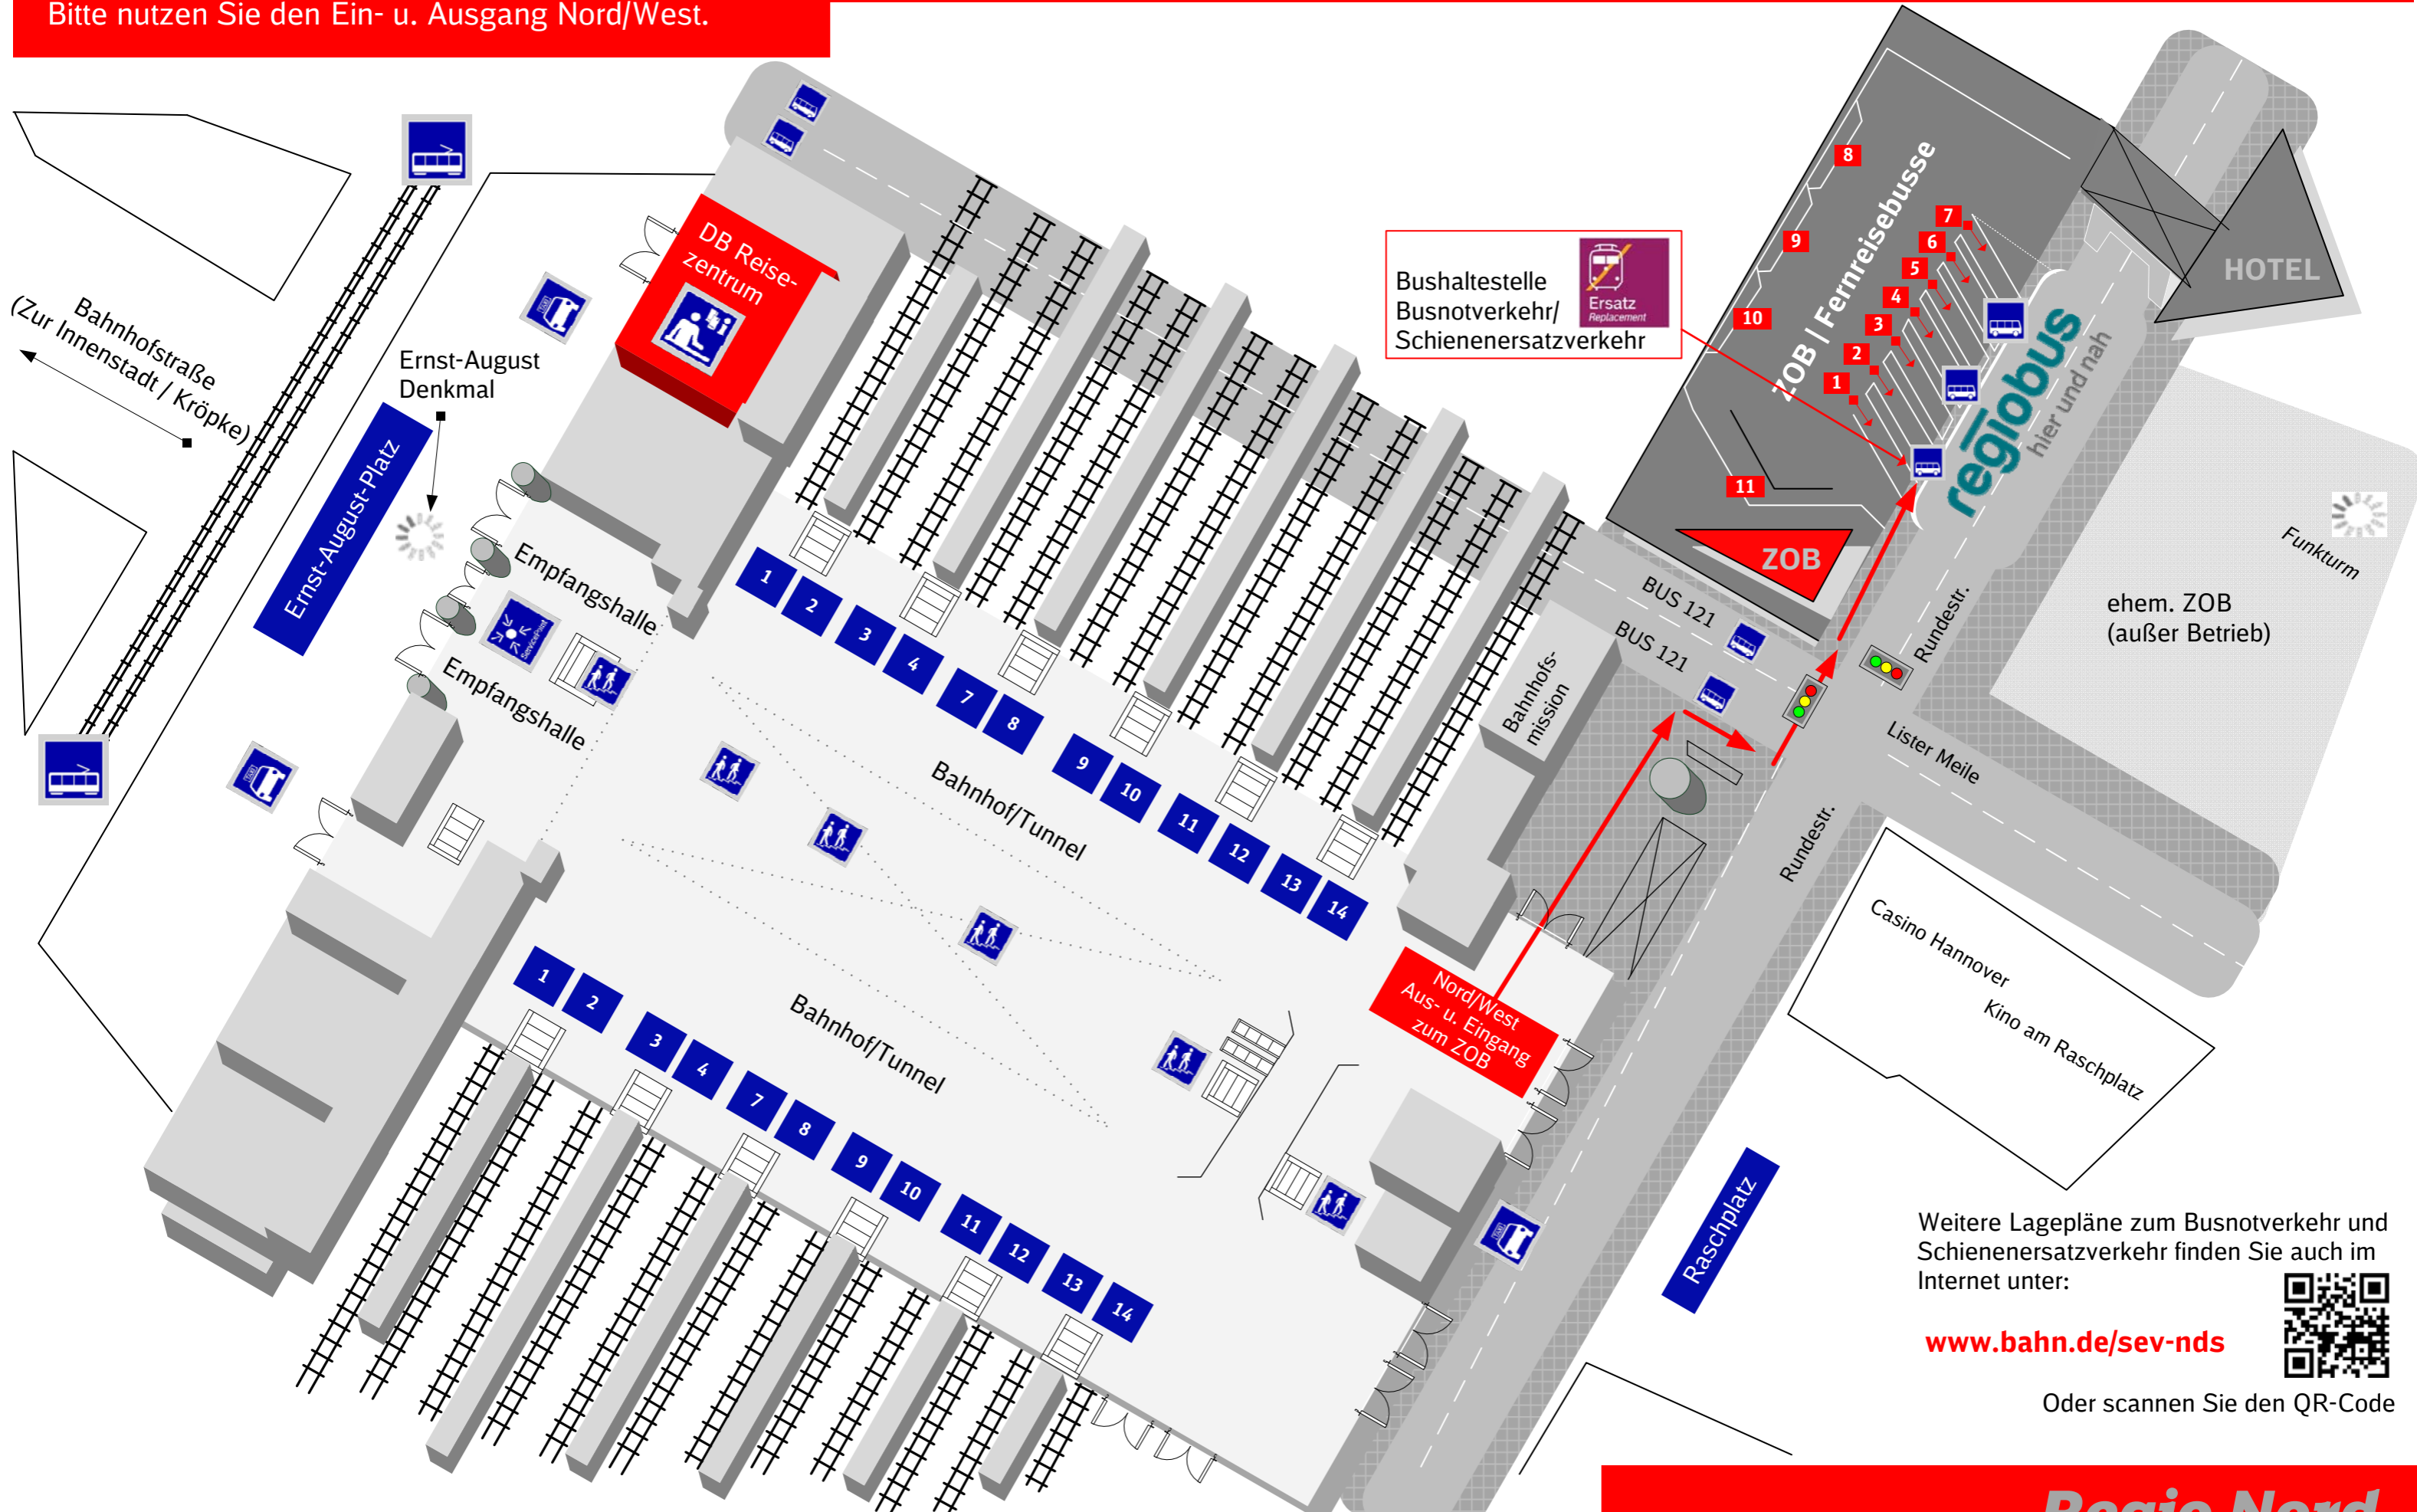 Bitte nutzen Sie den Ein- u. Ausgang Nord/West.
Bahnhofstraße
(Zur Innenstadt / Kröpke)
Ernst-August
Denkmal
Ernst-August-Platz
DB Reise-
zentrum
Empfangshalle
ServicePoint
Empfangshalle
TAXI
TAXI
Bushaltestelle
Busnotverkehr/
Schienenersatzverkehr
Ersatz
Replacement
ZOB | Fernreisebusse
8
9
10
11
7
6
5
4
3
2
1
regiobus
hier und nah
HOTEL
ZOB
BUS 121
BUS 121
Rundestr.
Funkturm
ehem. ZOB
(außer Betrieb)
Lister Meile
Rundestr.
Bahnhofs-
mission
1
2
3
4
7
8
9
10
11
12
13
14
Bahnhof/Tunnel
Bahnhof/Tunnel
Nord/West
Aus- u. Eingang
zum ZOB
1
2
3
4
7
8
9
10
11
12
13
14
TAXI
Casino Hannover
Kino am Raschplatz
Raschplatz
Weitere Lagepläne zum Busnotverkehr und
Schienenersatzverkehr finden Sie auch im
Internet unter:
www.bahn.de/sev-nds
Oder scannen Sie den QR-Code
Regio Nord